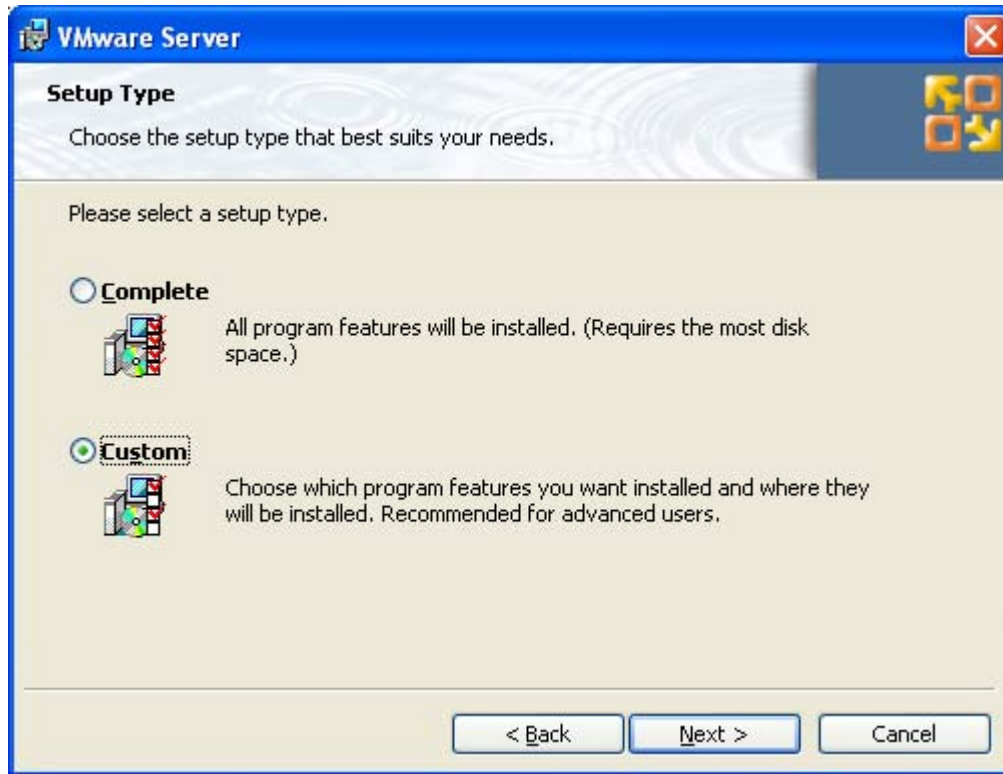 VMware Server
Setup Type
Choose the setup type that best suits your needs.
Please select a setup type.
Complete
All program features will be installed. (Requires the most disk
space.)
Custom
Choose which program features you want installed and where they
will be installed. Recommended for advanced users.
< Back
Next >
Cancel